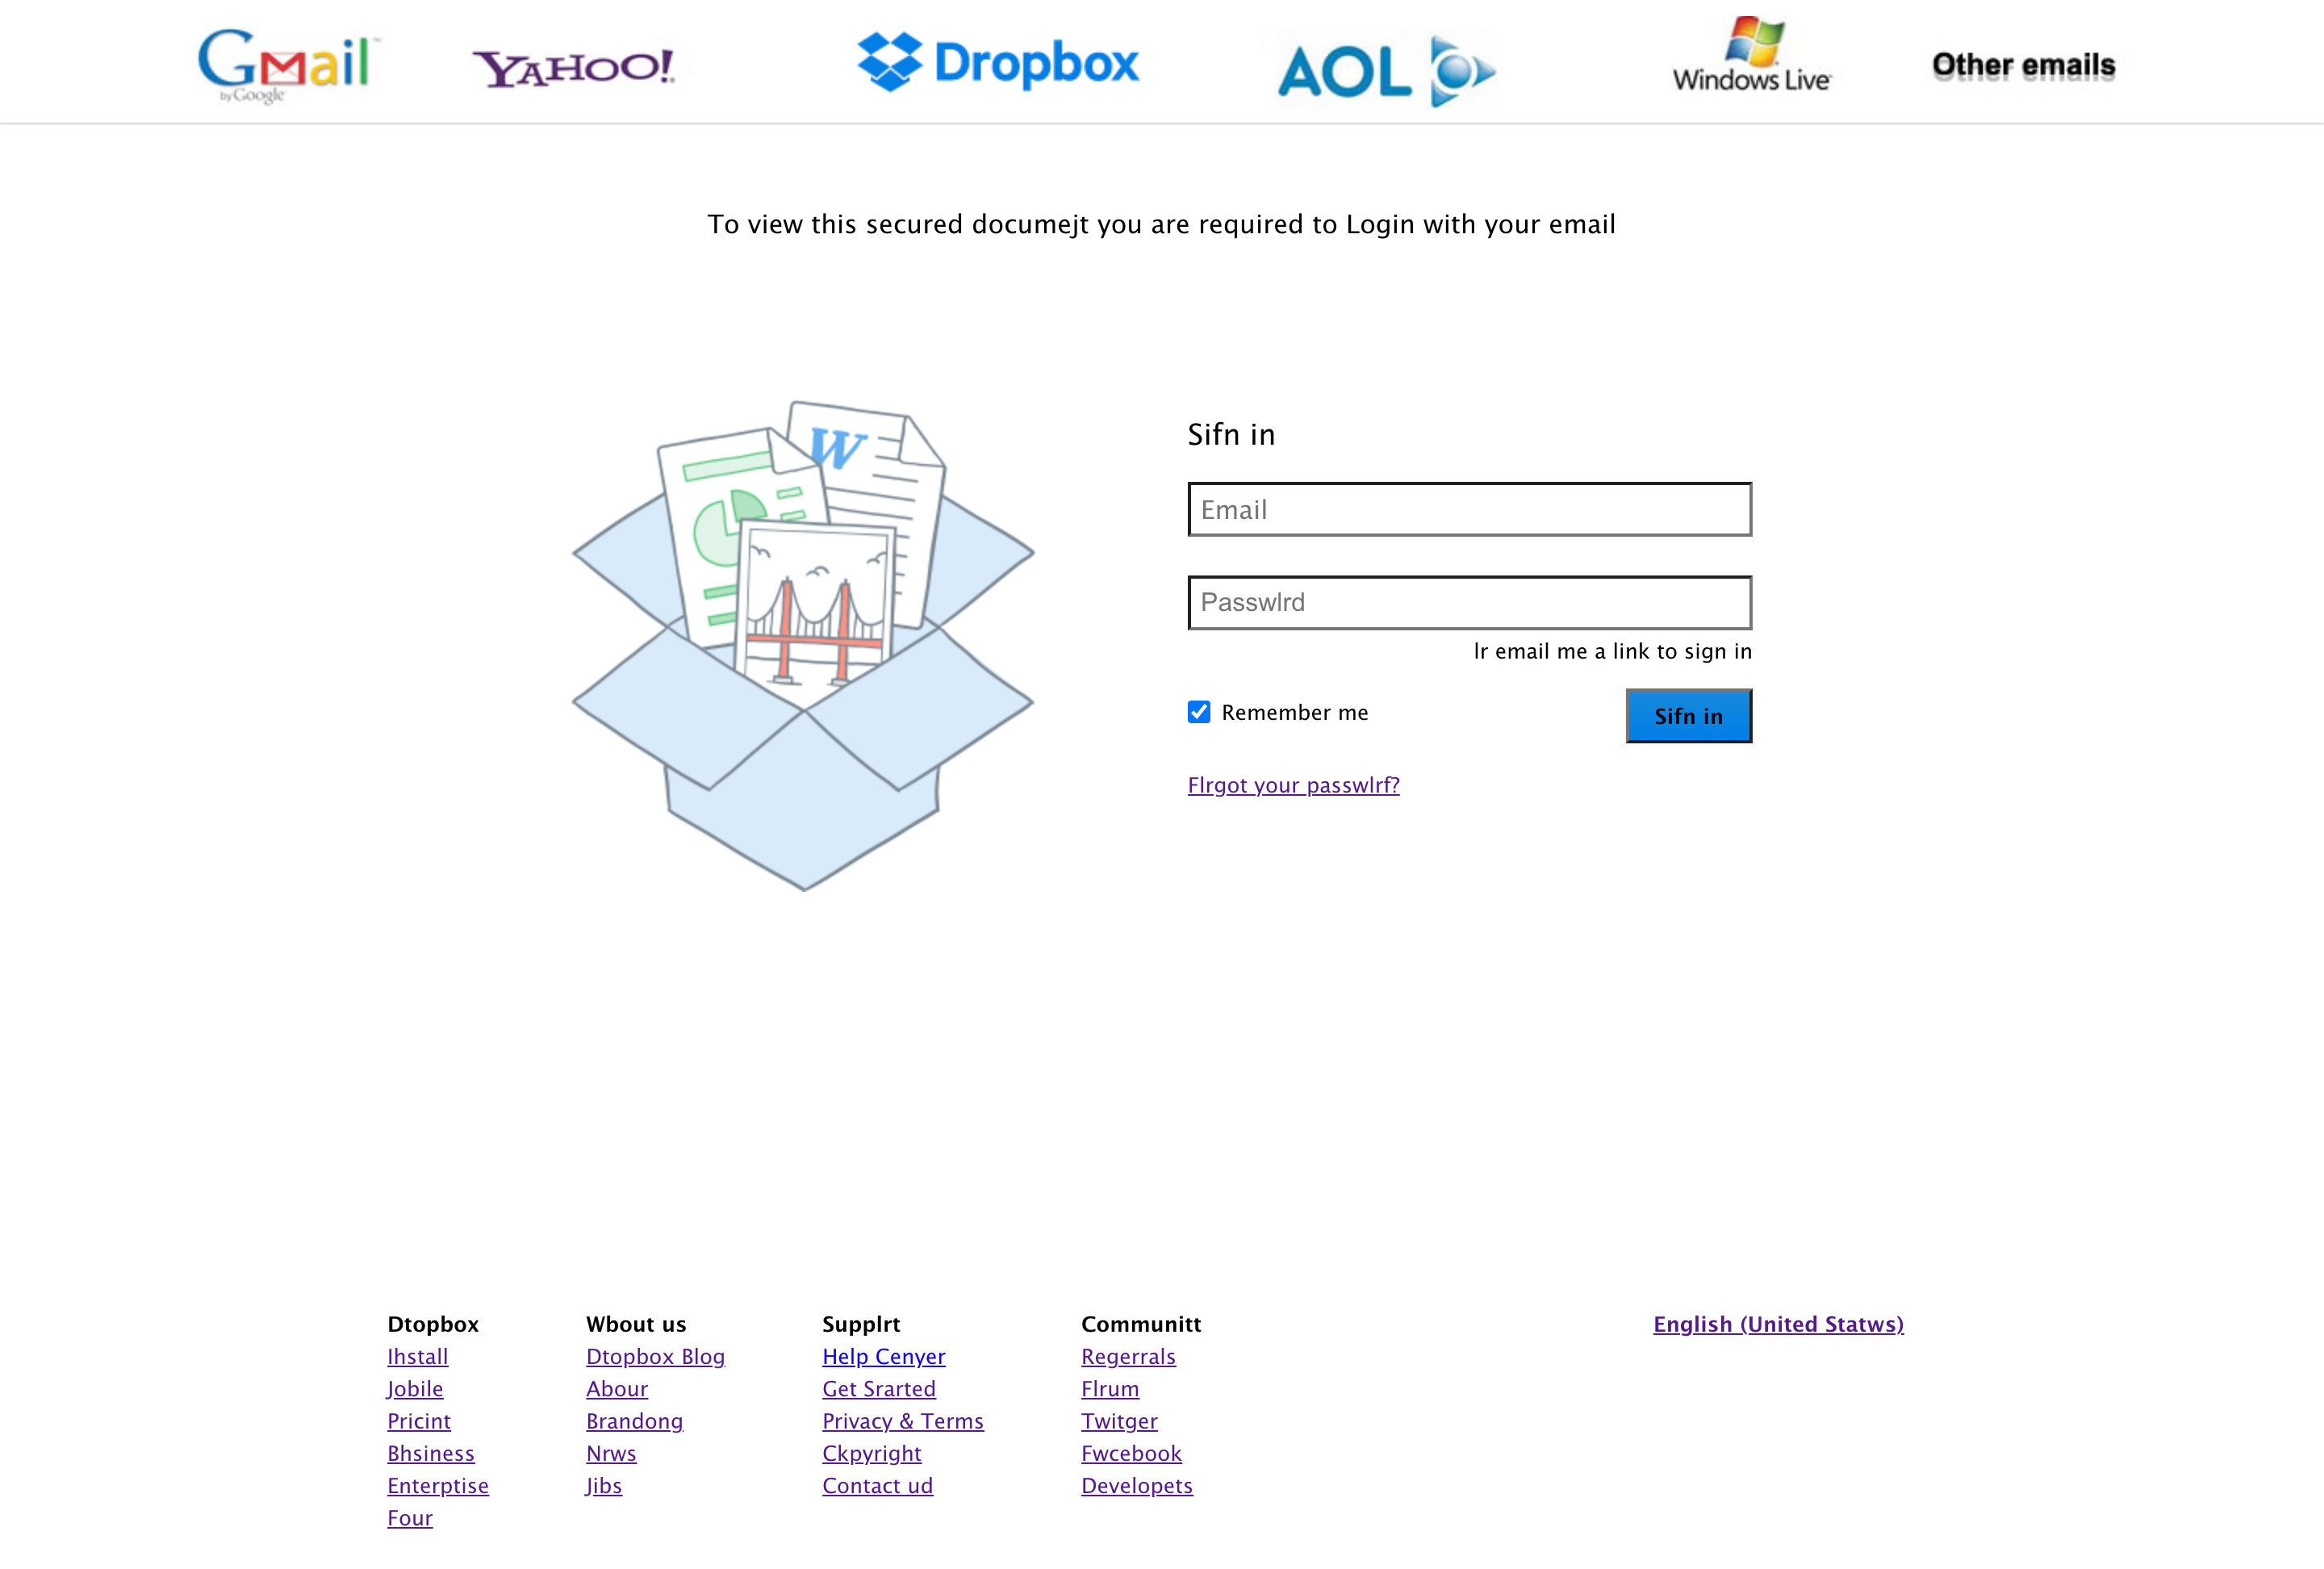 Gmail™
by Google
YAHOO!
Dropbox
AOL
Windows Live
Other emails
To view this secured documejt you are required to Login with your email
W
Sifn in
Email
Passwlrd
Ir email me a link to sign in
Remember me
Sifn in
Flrgot your passwlrf?
Dtopbox
Ihstall
Jobile
Pricint
Bhsiness
Enterptise
Four
Wbout us
Dtopbox Blog
Abour
Brandong
Nrws
Jibs
Supplrt
Help Cenyer
Get Srarted
Privacy & Terms
Ckpyright
Contact ud
Communitt
Regerrals
Flrum
Twitger
Fwcebook
Developets
English (United Statws)